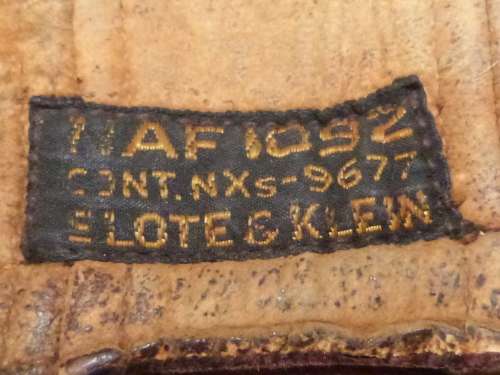 NAF 1092
CONT. NXs-9677
SLOTE & KLEIN